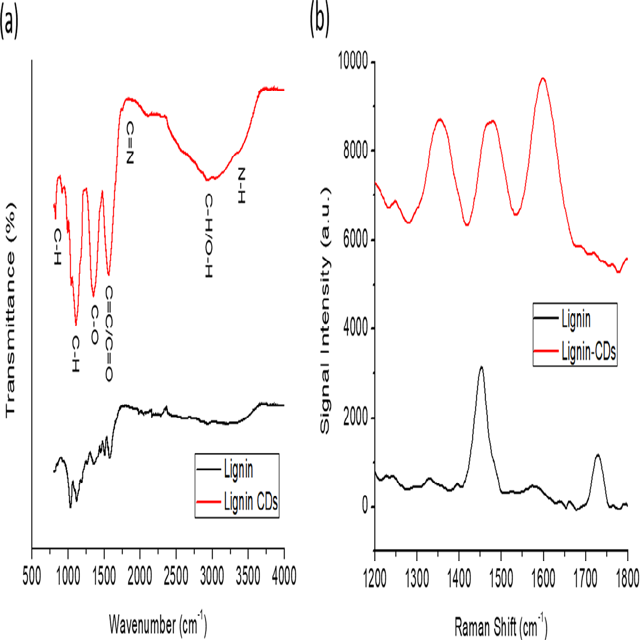 (a)
Transmittance (%)
C-H
C-H
C-O
C=C/C=O
C=N
C-H/O-H
N-H
Lignin
Lignin CDs
500 1000 1500 2000 2500 3000 3500 4000
Wavenumber (cm-1)
(b)
Signal Intensity (a.u.)
10000
8000
6000
4000
2000
0
Lignin
Lignin-CDs
1200 1300 1400 1500 1600 1700 1800
Raman Shift (cm-1)